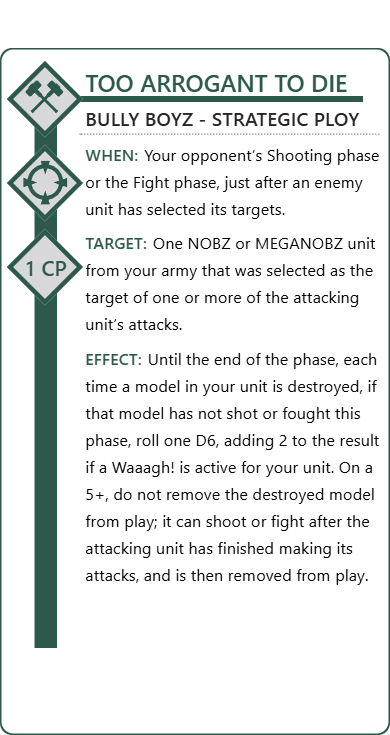 TOO ARROGANT TO DIE
BULLY BOYZ - STRATEGIC PLOY
WHEN: Your opponent's Shooting phase
or the Fight phase, just after an enemy
unit has selected its targets.
TARGET: One NOBZ or MEGANOBZ unit
from your army that was selected as the
target of one or more of the attacking
unit's attacks.
1 CP
EFFECT: Until the end of the phase, each
time a model in your unit is destroyed, if
that model has not shot or fought this
phase, roll one D6, adding 2 to the result
if a Waaagh! is active for your unit. On a
5+, do not remove the destroyed model
from play; it can shoot or fight after the
attacking unit has finished making its
attacks, and is then removed from play.